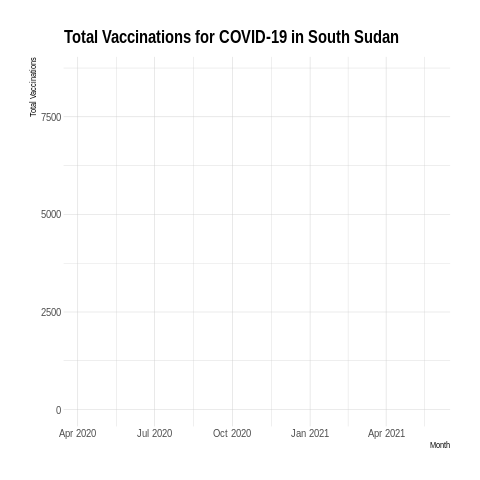 Total Vaccinations for COVID-19 in South Sudan
Total Vaccinations
7500
5000
2500
0
Apr 2020 Jul 2020 Oct 2020 Jan 2021 Apr 2021
Month